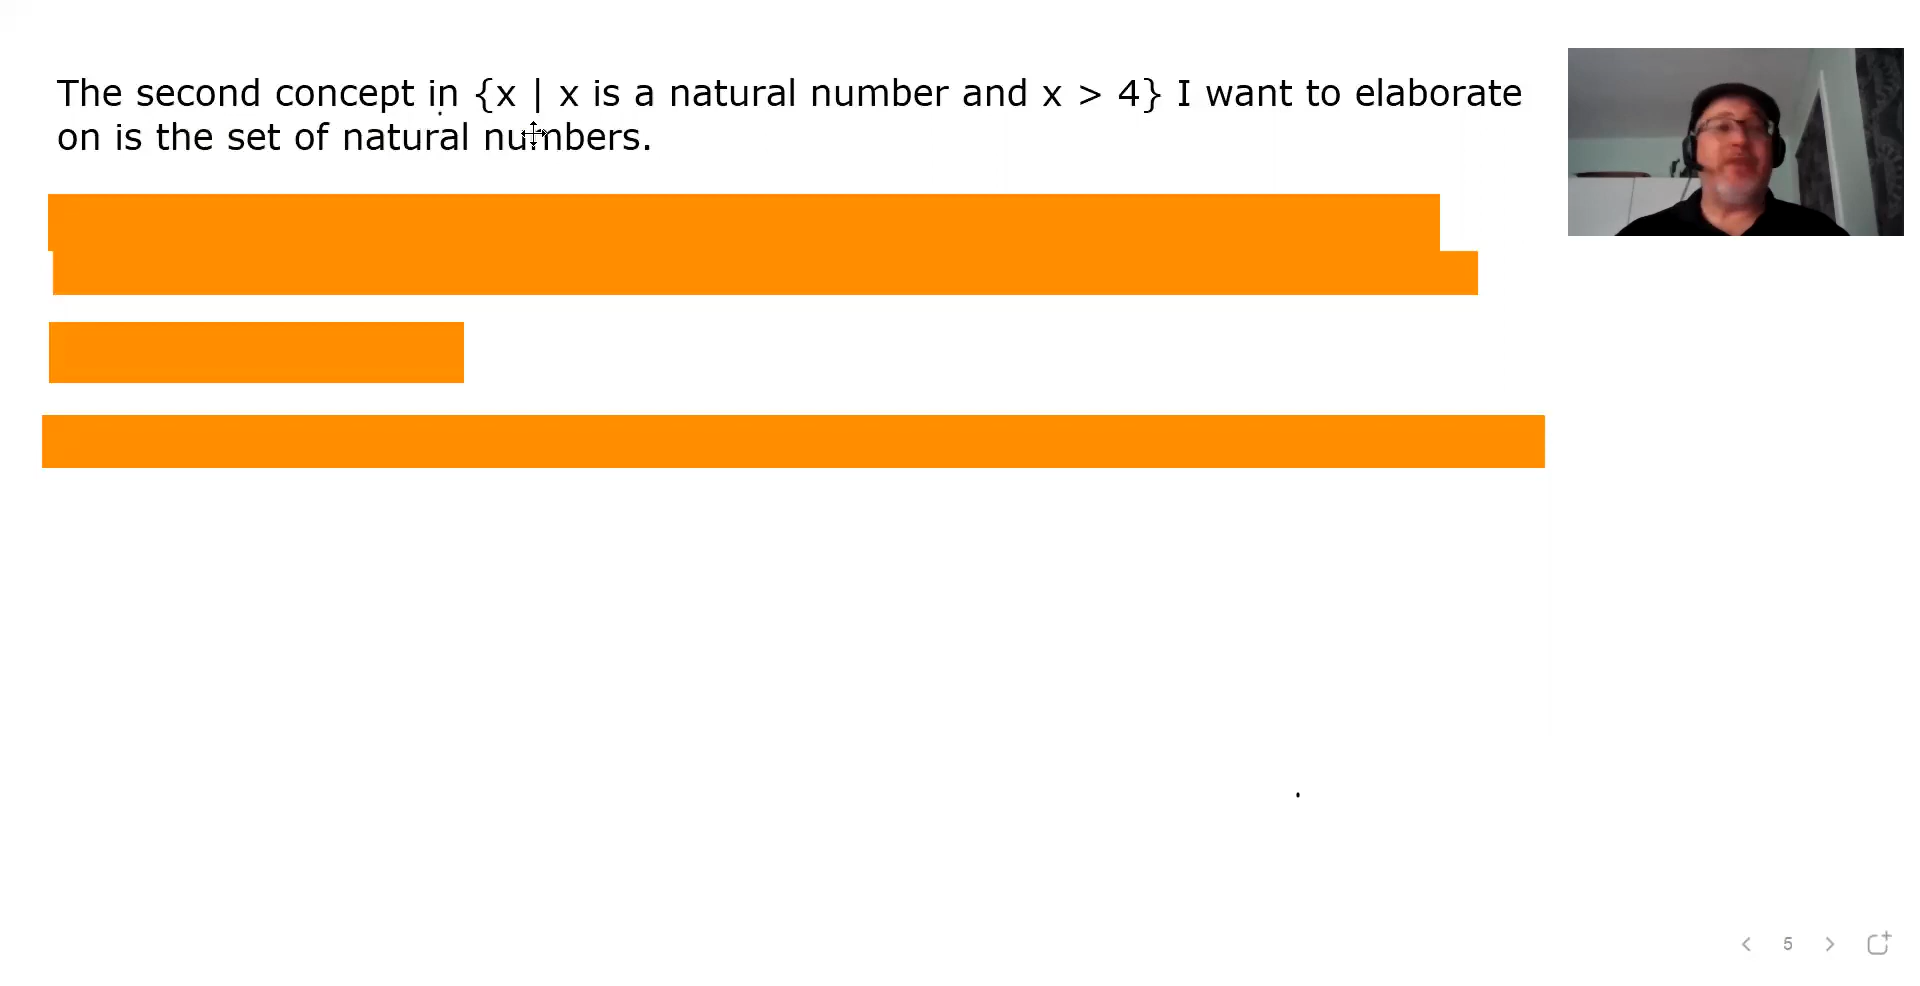 The second concept in {x | x is a natural number and x > 4} I want to elaborate
on is the set of natural numbers.
5